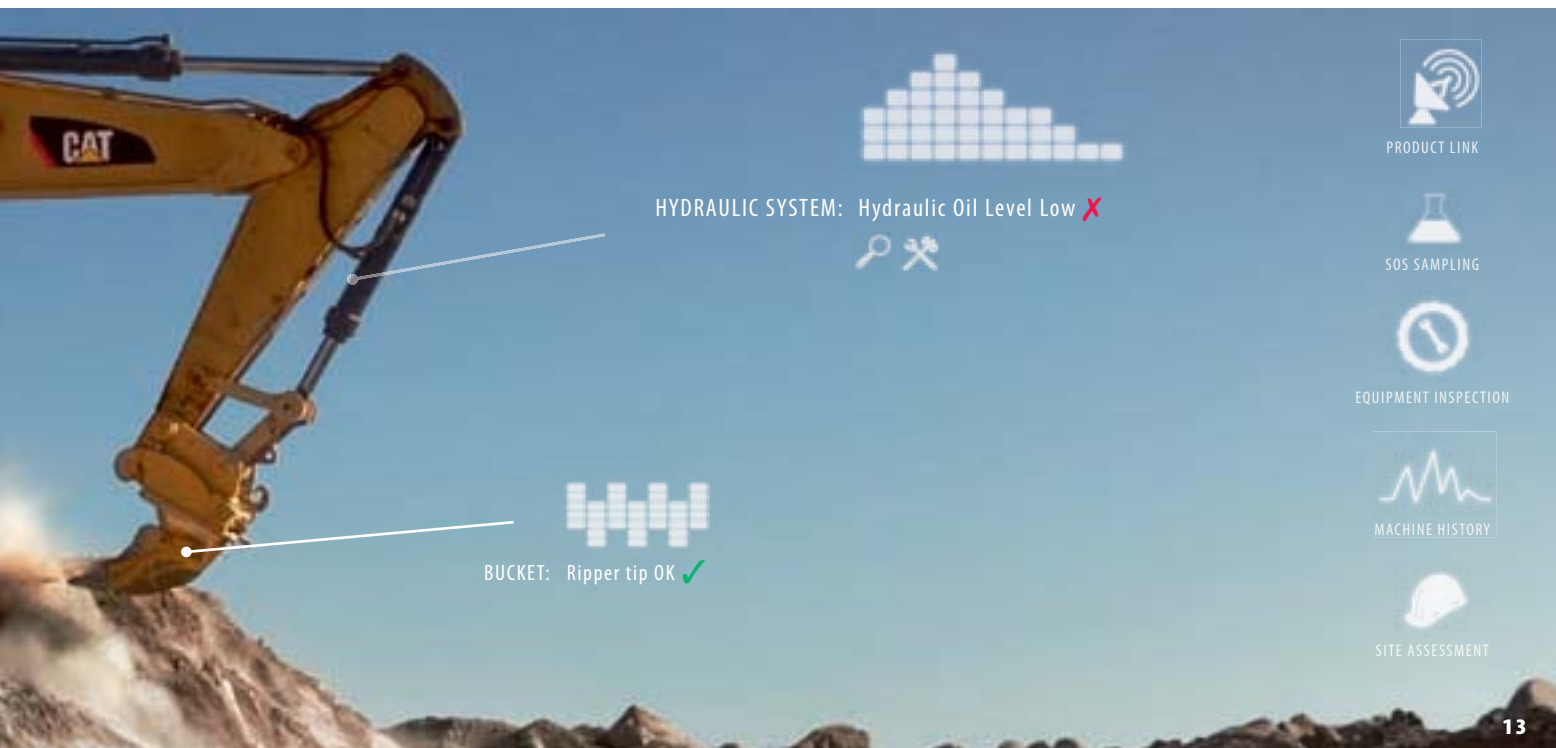 CAT
HYDRAULIC SYSTEM: Hydraulic Oil Level Low ✗
BUCKET: Ripper tip OK ✓
PRODUCT LINK
SOS SAMPLING
EQUIPMENT INSPECTION
MACHINE HISTORY
SITE ASSESSMENT
13